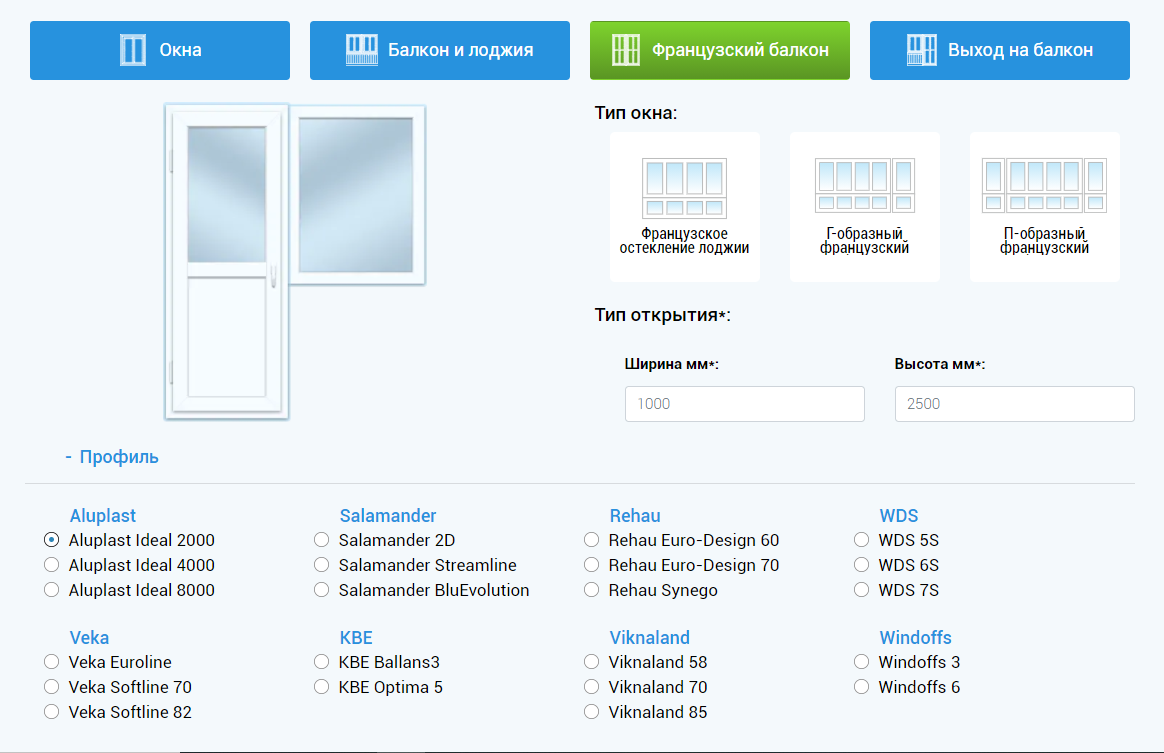 Окна
Балкон и лоджия
Французский балкон
Выход на балкон
Тип окна:
Французское
остекление лоджии
Г-образный
французский
П-образный
французский
Тип открытия*:
Ширина мм*:
Высота мм*:
1000
2500
- Профиль
Aluplast
Aluplast Ideal 2000
Aluplast Ideal 4000
Aluplast Ideal 8000
Salamander
Salamander 2D
Salamander Streamline
Salamander BluEvolution
Rehau
Rehau Euro-Design 60
Rehau Euro-Design 70
Rehau Synego
WDS
WDS 5S
WDS 6S
WDS 7S
Veka
Veka Euroline
Veka Softline 70
Veka Softline 82
KBE
KBE Ballans3
KBE Optima 5
Viknaland
Viknaland 58
Viknaland 70
Viknaland 85
Windoffs
Windoffs 3
Windoffs 6